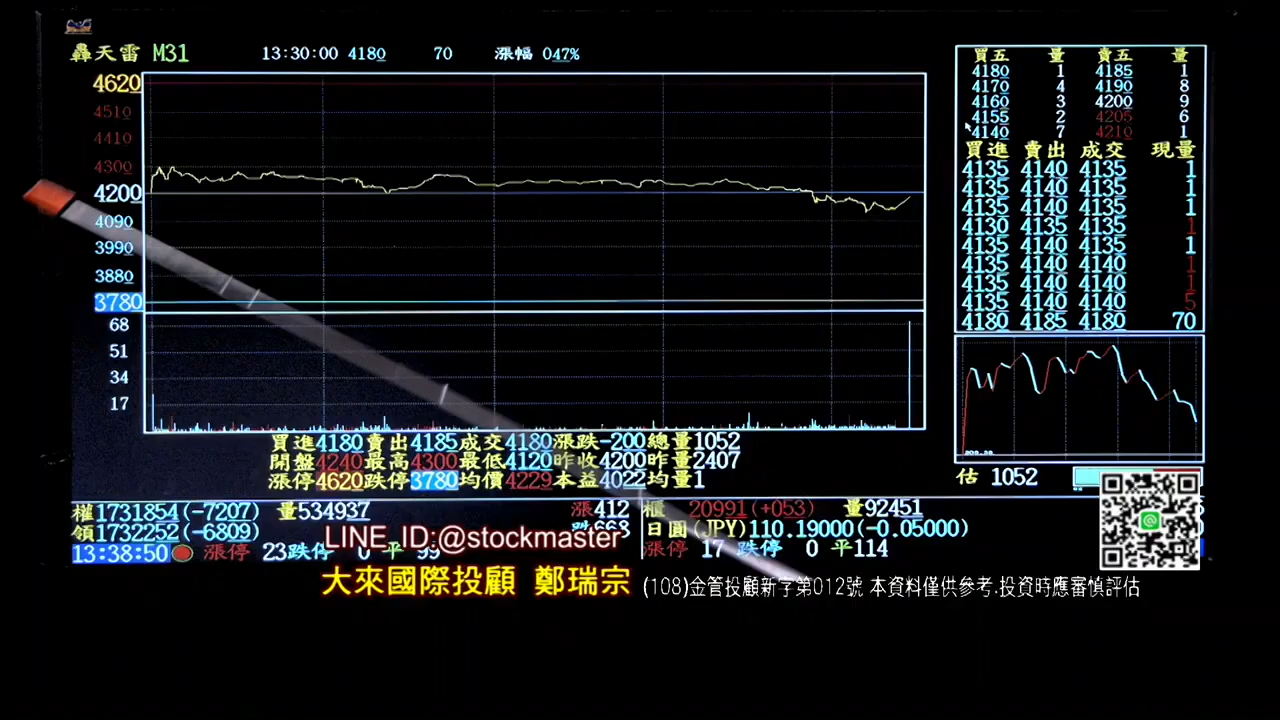 轟天雷 M31 13:30:00 4180 70 漲幅 047%
4620
4510
4410
4300
4200
4090
3990
3880
3780
68
51
34
17
買五 量 賣五 量
4180 1 4185 1
4170 4 4190 8
4160 3 4200 9
4155 2 4205 6
4140 7 4210 1
買進 賣出 成交 現量
4135 4140 4135 1
4135 4140 4135 1
4135 4140 4135 1
4130 4135 4130 1
4135 4140 4135 1
4135 4140 4140 1
4135 4140 4140 1
4135 4140 4140 5
4180 4185 4180 70
估 1052
買進4180賣出4185成交4180漲跌-200總量1052
開盤4240最高4300最低4120昨收4200昨量2407
漲停4620跌停3780均價4229本益4022均量1
權1731854(-7207) 量534937 漲412 櫃 20991(+053) 量92451
領1732252(-6809) 跌668 日圓(JPY)110.19000(-0.05000)
13:38:50 漲停 23跌停 0 平 99 漲停 17 跌停 0 平114
LINE ID:@stockmaster
大來國際投顧 鄭瑞宗 (108)金管投顧新字第012號 本資料僅供參考.投資時應審慎評估